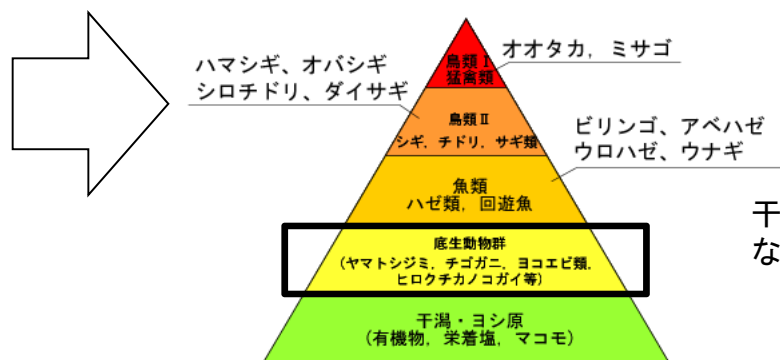 鳥類Ⅰ
猛禽類
オオタカ，ミサゴ
ハマシギ、オバシギ
シロチドリ、ダイサギ
鳥類Ⅱ
シギ，チドリ，サギ類
ビリンゴ、アベハゼ
ウロハゼ、ウナギ
魚類
ハゼ類，回遊魚
底生動物群
（ヤマトシジミ，チゴガニ，ヨコエビ類，
ヒロクチカノコガイ等）
干潟・ヨシ原
（有機物，栄着塩，マコモ）
干
な